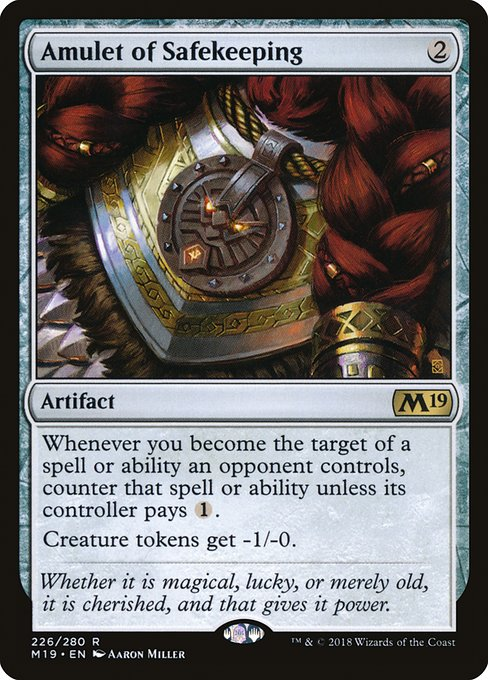 Amulet of Safekeeping 2
Artifact M19
Whenever you become the target of a
spell or ability an opponent controls,
counter that spell or ability unless its
controller pays 1.
Creature tokens get -1/-0.
Whether it is magical, lucky, or merely old,
it is cherished, and that gives it power.
226/280 R
M19 • EN Aaron Miller
™ & © 2018 Wizards of the Coast